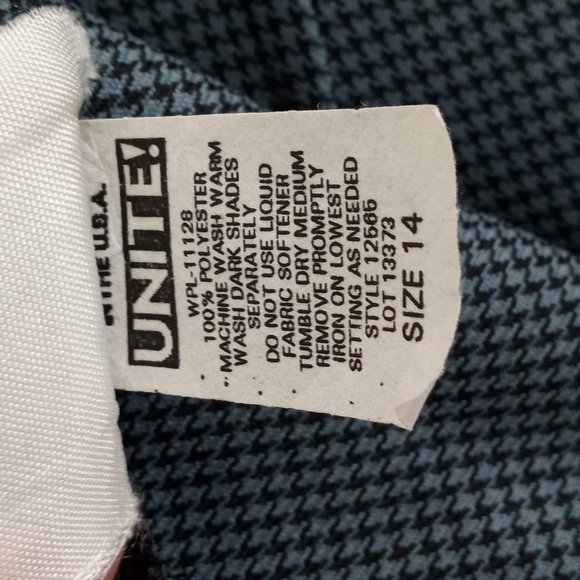 IN THE U.S.A.
UNITE!
WPL-11128
100% POLYESTER
MACHINE WASH WARM
WASH DARK SHADES
SEPARATELY
DO NOT USE LIQUID
FABRIC SOFTENER
TUMBLE DRY MEDIUM
REMOVE PROMPTLY
IRON ON LOWEST
SETTING AS NEEDED
STYLE 12565
LOT 13373
SIZE 14